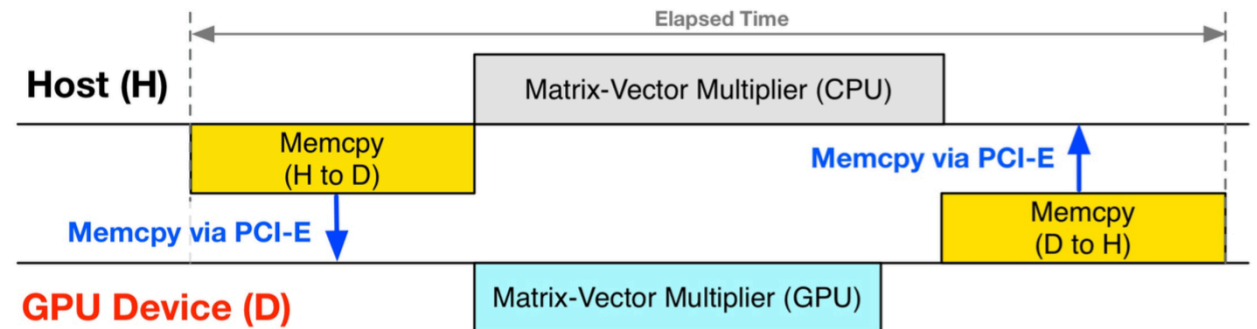 Elapsed Time
Host (H)
Matrix-Vector Multiplier (CPU)
Memcpy
(H to D)
Memcpy via PCI-E
Memcpy via PCI-E
Memcpy
(D to H)
GPU Device (D)
Matrix-Vector Multiplier (GPU)